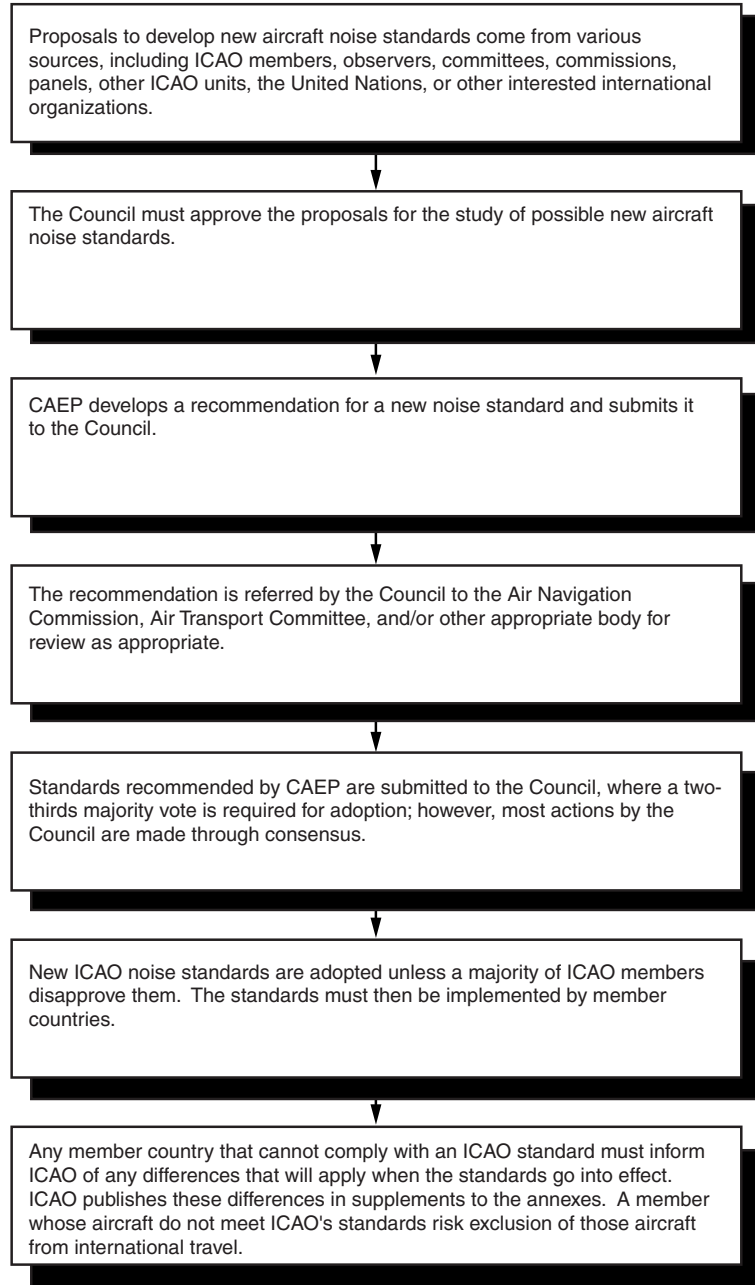 Proposals to develop new aircraft noise standards come from various
sources, including ICAO members, observers, committees, commissions,
panels, other ICAO units, the United Nations, or other interested international
organizations.
The Council must approve the proposals for the study of possible new aircraft
noise standards.
CAEP develops a recommendation for a new noise standard and submits it
to the Council.
The recommendation is referred by the Council to the Air Navigation
Commission, Air Transport Committee, and/or other appropriate body for
review as appropriate.
Standards recommended by CAEP are submitted to the Council, where a two-
thirds majority vote is required for adoption; however, most actions by the
Council are made through consensus.
New ICAO noise standards are adopted unless a majority of ICAO members
disapprove them.  The standards must then be implemented by member
countries.
Any member country that cannot comply with an ICAO standard must inform
ICAO of any differences that will apply when the standards go into effect.
ICAO publishes these differences in supplements to the annexes.  A member
whose aircraft do not meet ICAO's standards risk exclusion of those aircraft
from international travel.